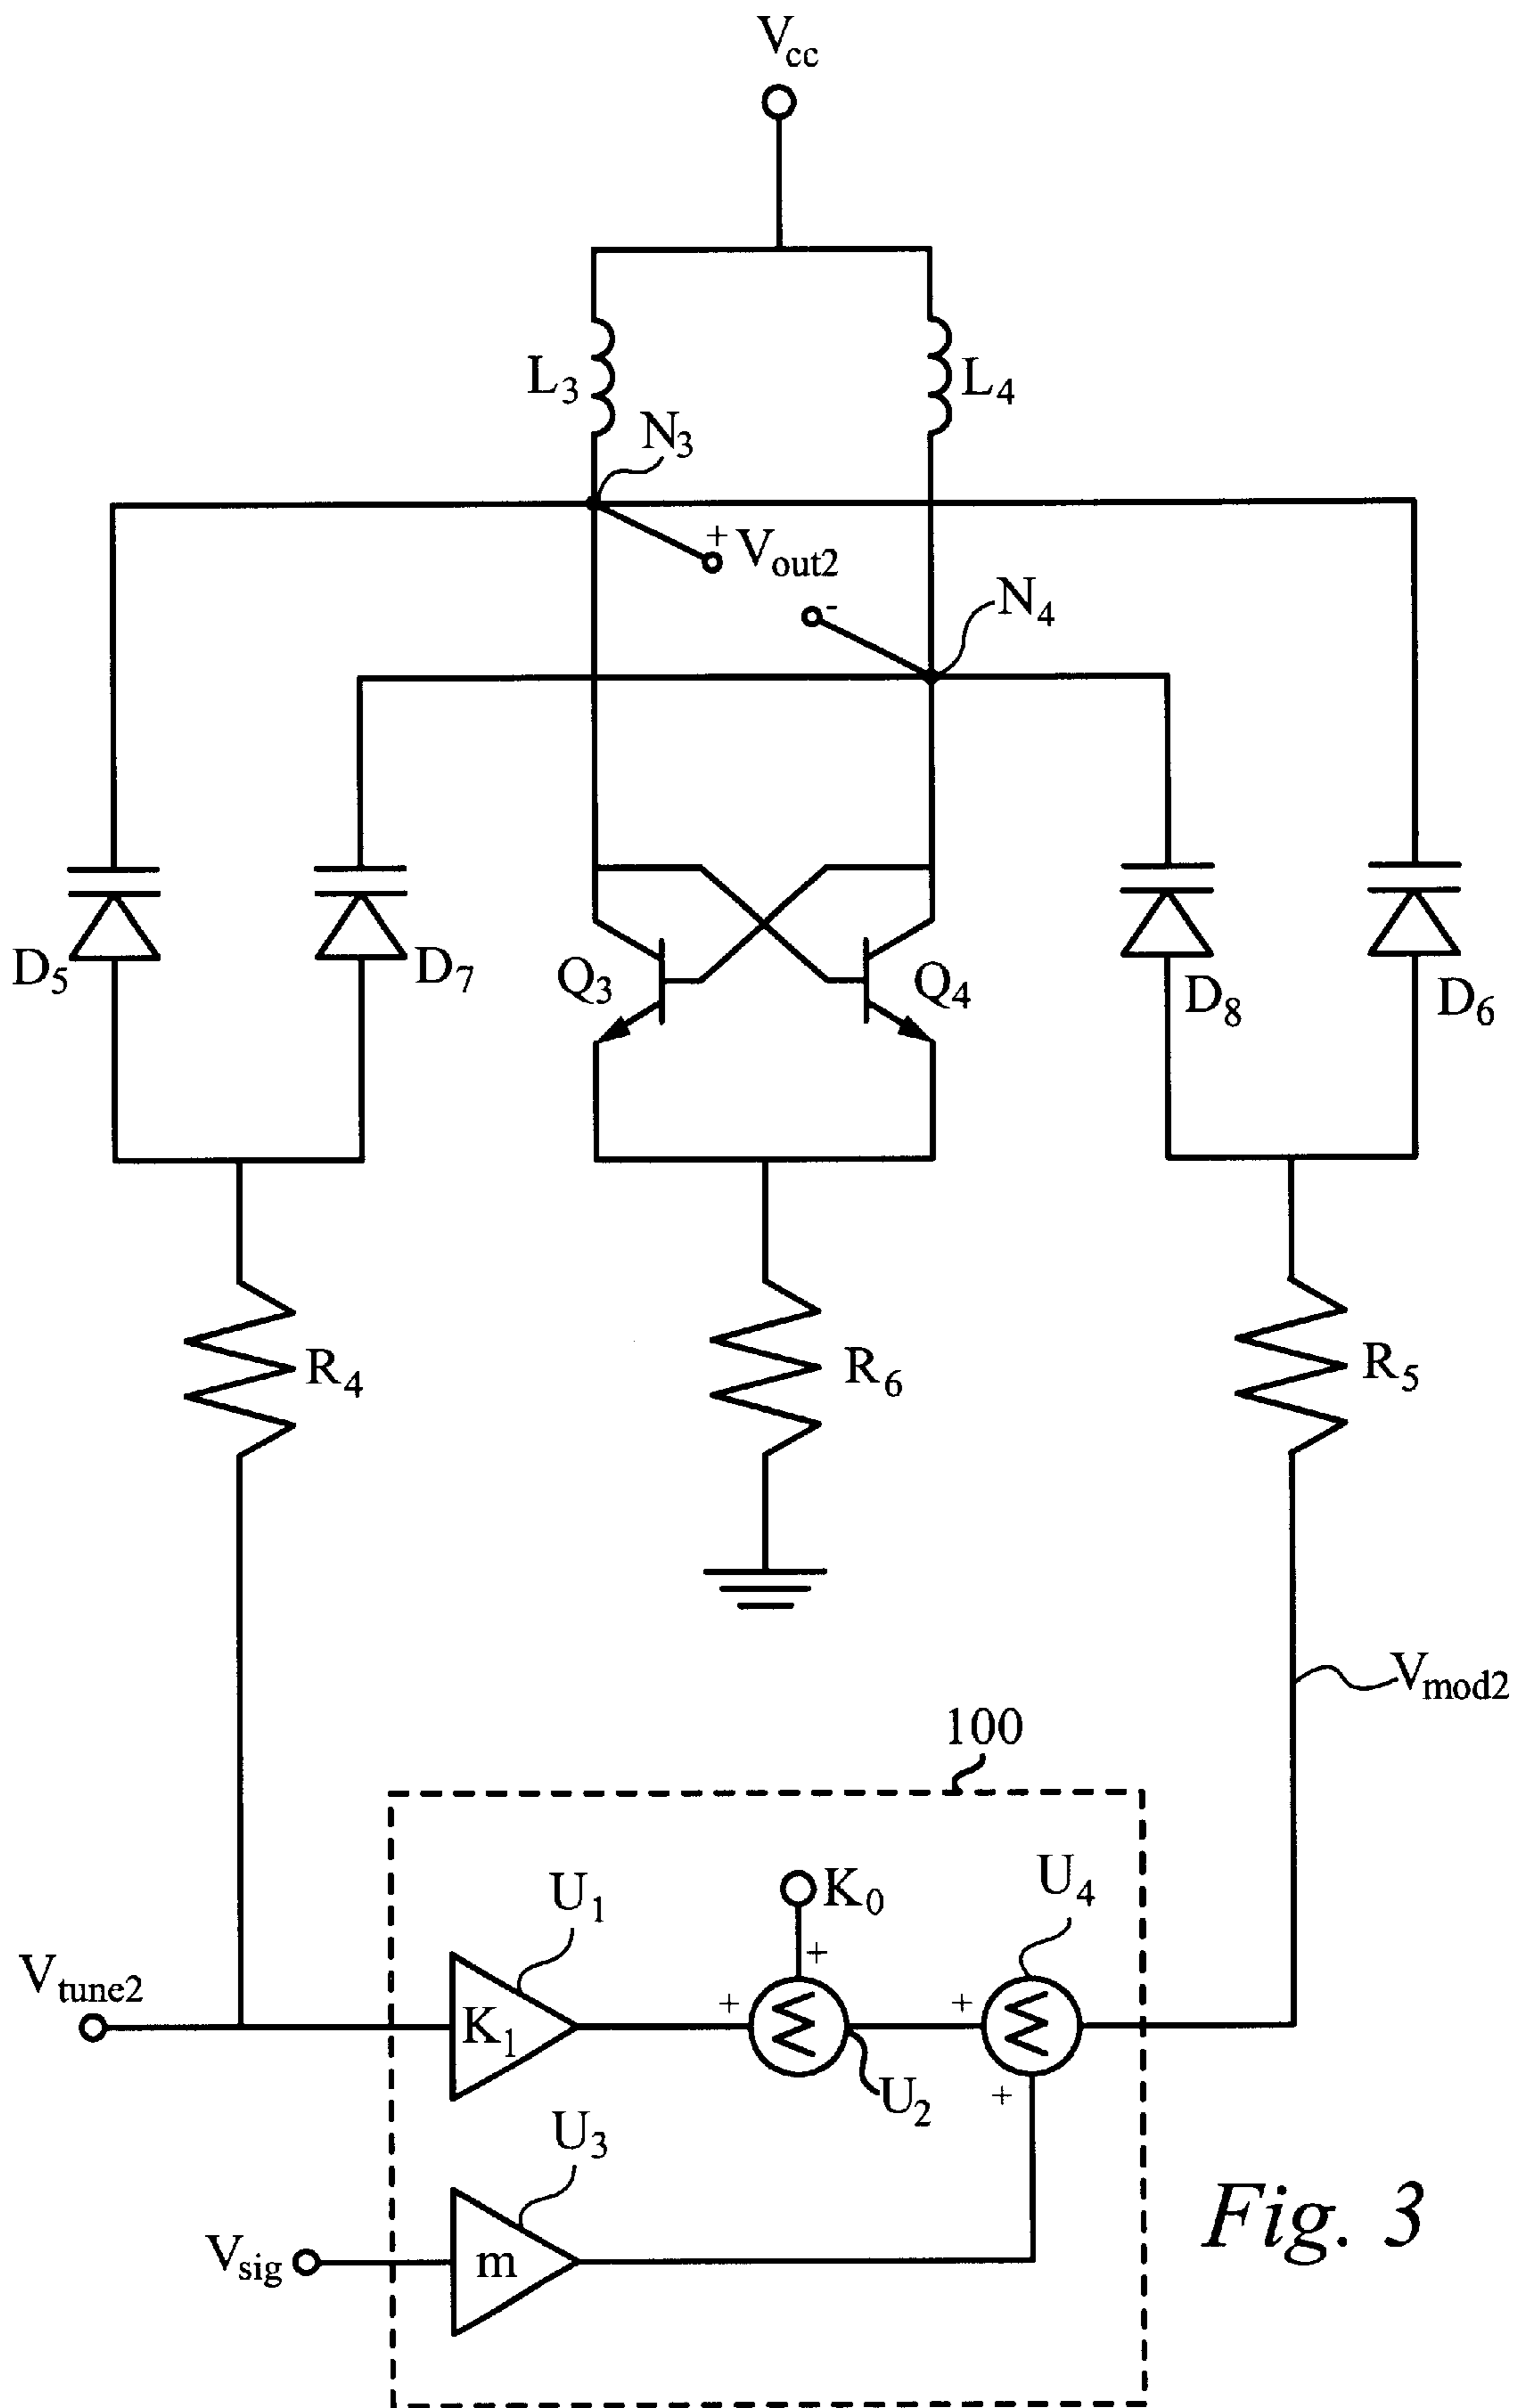 Vcc
L3
L4
N3
+
Vout2
-
N4
D5
D7
Q3
Q4
D8
D6
R4
R6
R5
Vmod2
100
U1
K0
U4
+
Vtune2
K1
+
+
U2
+
U3
Vsig
m
Fig. 3